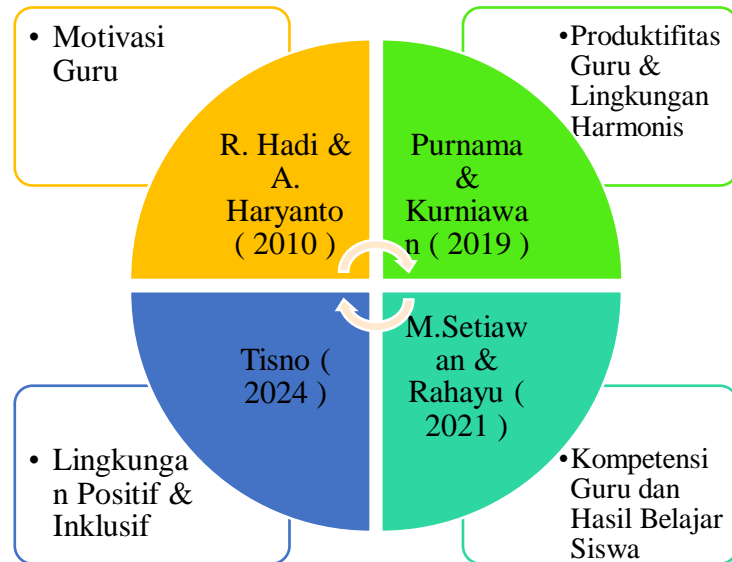 • Motivasi
Guru
•Produktifitas
Guru &
Lingkungan
Harmonis
R. Hadi &
A.
Haryanto
( 2010 )
Purnama
&
Kurniawa
n ( 2019 )
Tisno (
2024 )
M.Setiaw
an &
Rahayu (
2021 )
• Lingkunga
n Positif &
Inklusif
•Kompetensi
Guru dan
Hasil Belajar
Siswa